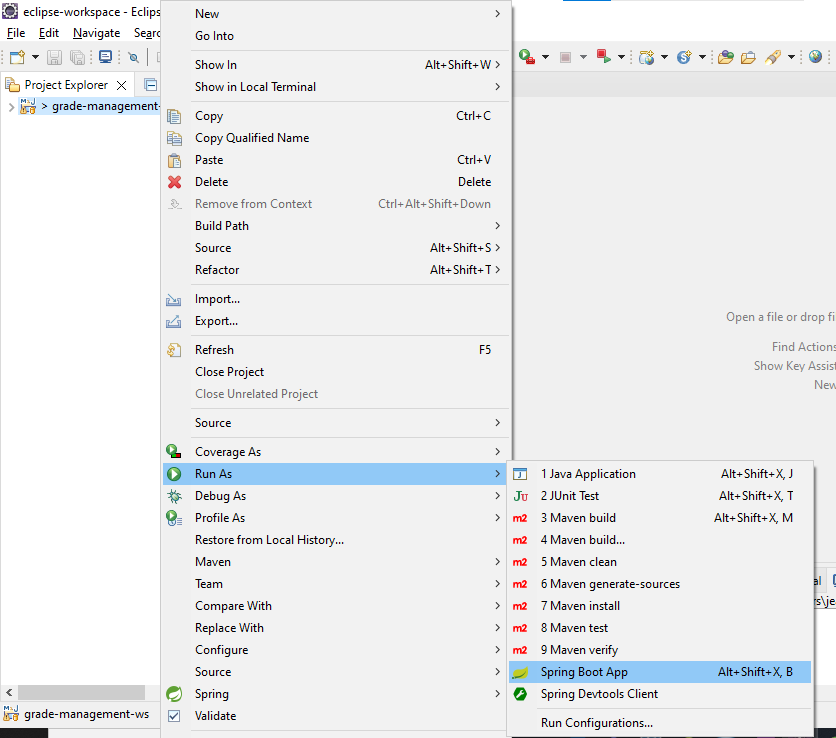 eclipse-workspace - Eclips
File Edit Navigate Searc
Project Explorer
> grade-management-
New
Go Into
Show In Alt+Shift+W >
Show in Local Terminal >
Copy Ctrl+C
Copy Qualified Name
Paste Ctrl+V
Delete Delete
Remove from Context Ctrl+Alt+Shift+Down
Build Path
Source Alt+Shift+S >
Refactor Alt+Shift+T >
Import...
Export...
Refresh F5
Close Project
Close Unrelated Project
Source
Coverage As
Run As
Debug As
Profile As
Restore from Local History...
Maven
Team
Compare With
Replace With
Configure
Source
Spring
Validate
1 Java Application Alt+Shift+X, J
2 JUnit Test Alt+Shift+X, T
3 Maven build Alt+Shift+X, M
4 Maven build...
5 Maven clean
6 Maven generate-sources
7 Maven install
8 Maven test
9 Maven verify
Spring Boot App Alt+Shift+X, B
Spring Devtools Client
Run Configurations...
Open a file or drop fi
Find Actions
Show Key Assist
New
al
rs\je
grade-management-ws